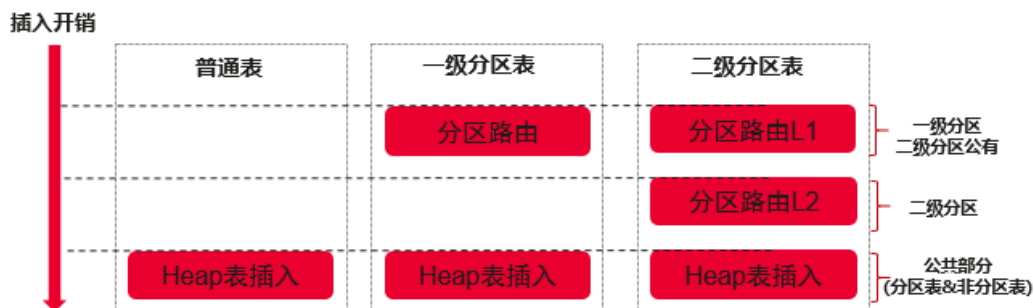 插入开销
普通表
一级分区表
二级分区表
分区路由
分区路由L1
一级分区
二级分区公有
分区路由L2
二级分区
Heap表插入
Heap表插入
Heap表插入
公共部分
(分区表&非分区表)